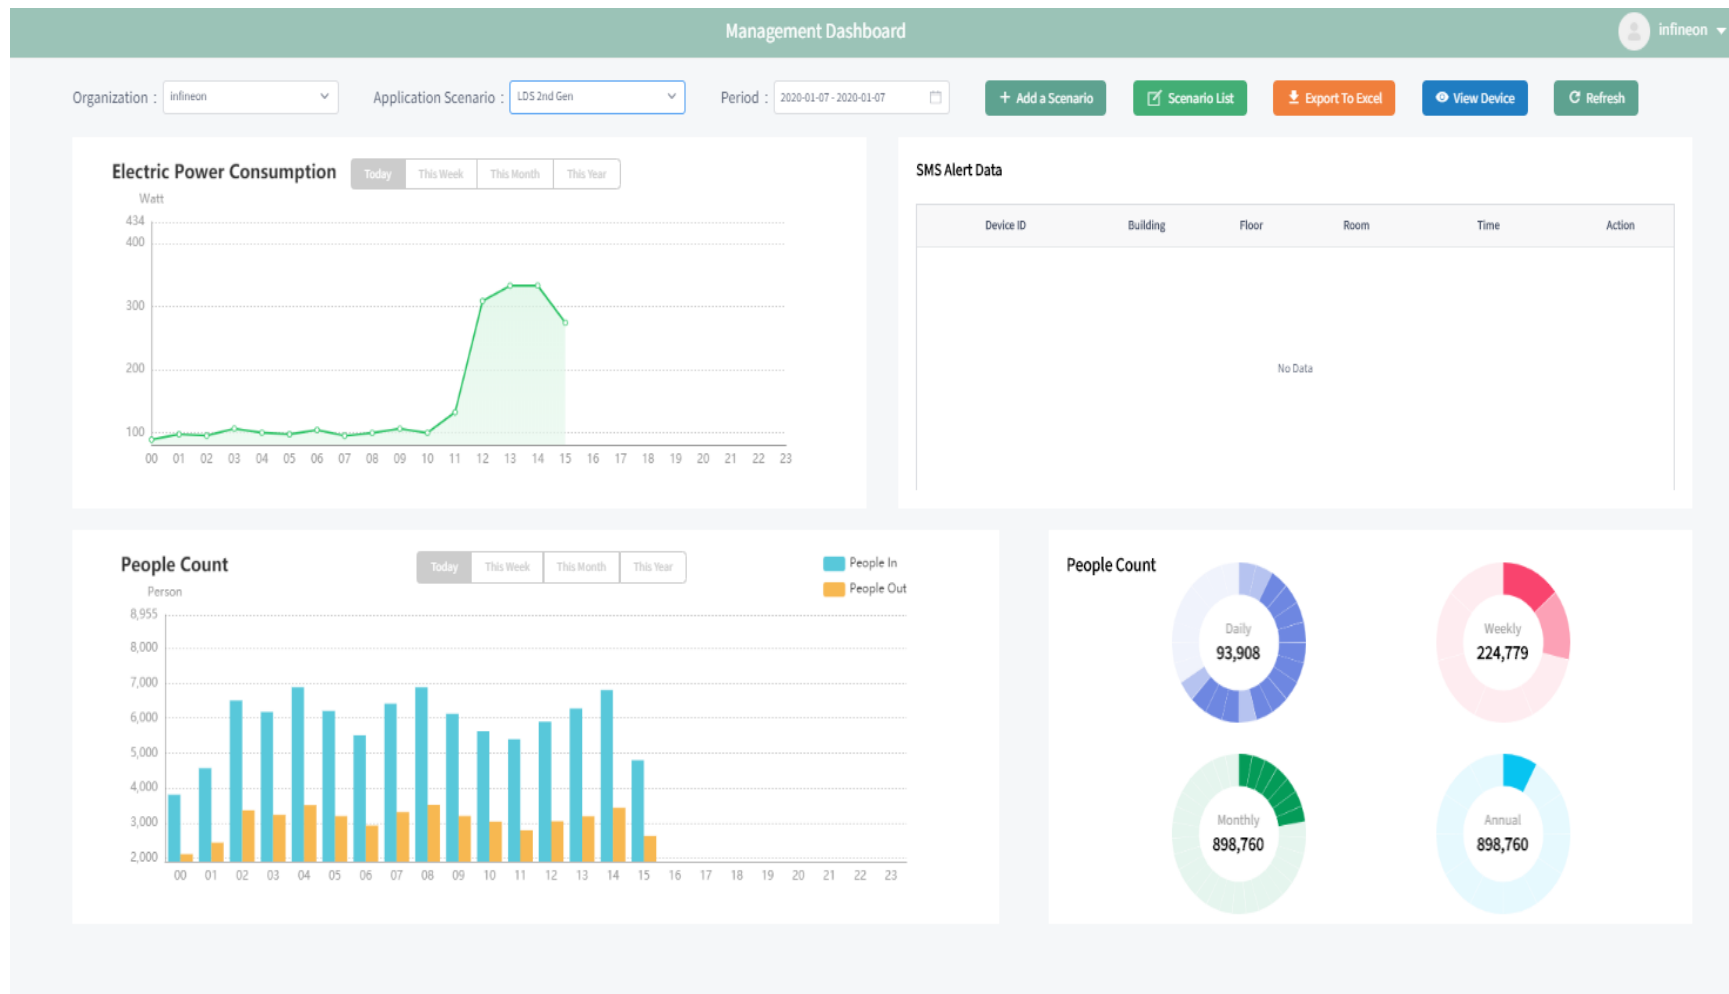 Management Dashboard
infineon
Organization : infineon
Application Scenario : LDS 2nd Gen
Period : 2020-01-07 - 2020-01-07
+ Add a Scenario
Scenario List
Export To Excel
View Device
Refresh
Electric Power Consumption
Today This Week This Month This Year
Watt
434
400
300
200
100
00 01 02 03 04 05 06 07 08 09 10 11 12 13 14 15 16 17 18 19 20 21 22 23
SMS Alert Data
Device ID Building Floor Room Time Action
No Data
People Count
Today This Week This Month This Year
People In
People Out
Person
8,955
8,000
7,000
6,000
5,000
4,000
3,000
2,000
00 01 02 03 04 05 06 07 08 09 10 11 12 13 14 15 16 17 18 19 20 21 22 23
People Count
Daily
93,908
Weekly
224,779
Monthly
898,760
Annual
898,760